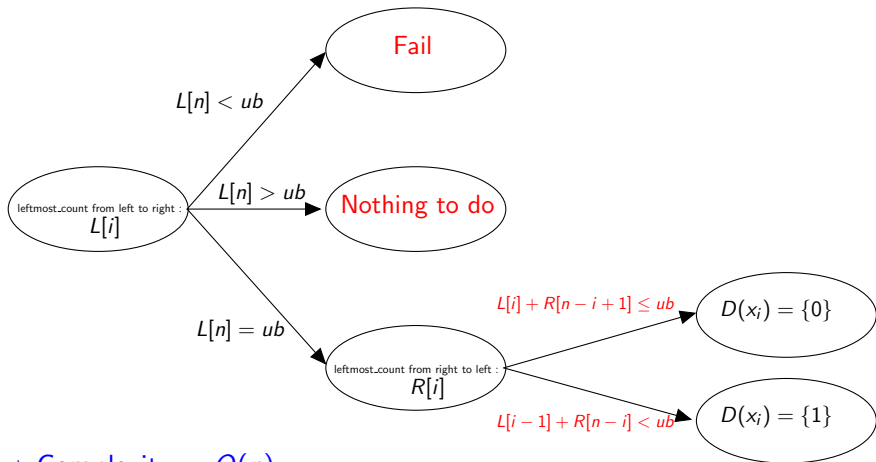 Fail
L[n] < ub
L[n] > ub
Nothing to do
leftmost_count from left to right :
L[i]
L[n] = ub
L[i] + R[n − i + 1] ≤ ub
D(x_i) = {0}
leftmost_count from right to left :
R[i]
L[i − 1] + R[n − i] < ub
D(x_i) = {1}